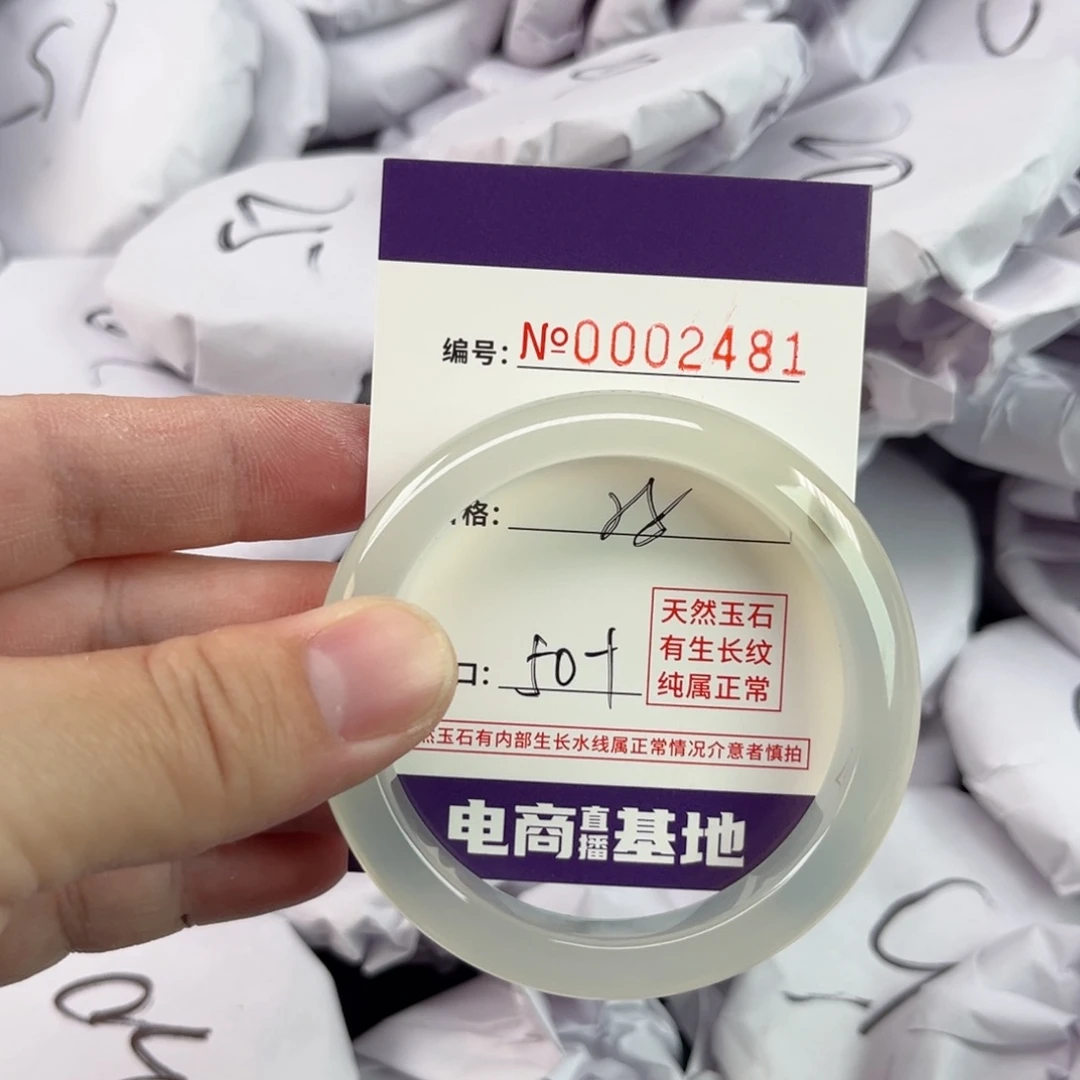 编号: №0002481
格:
口: 50+
天然玉石
有生长纹
纯属正常
然玉石有内部生长水线属正常情况介意者慎拍
电商直播基地